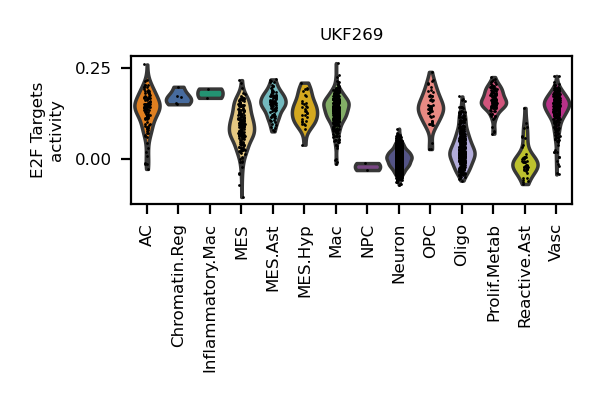 UKF269
E2F Targets
activity
0.25
0.00
AC
Chromatin.Reg
Inflammatory.Mac
MES
MES.Ast
MES.Hyp
Mac
NPC
Neuron
OPC
Oligo
Prolif.Metab
Reactive.Ast
Vasc